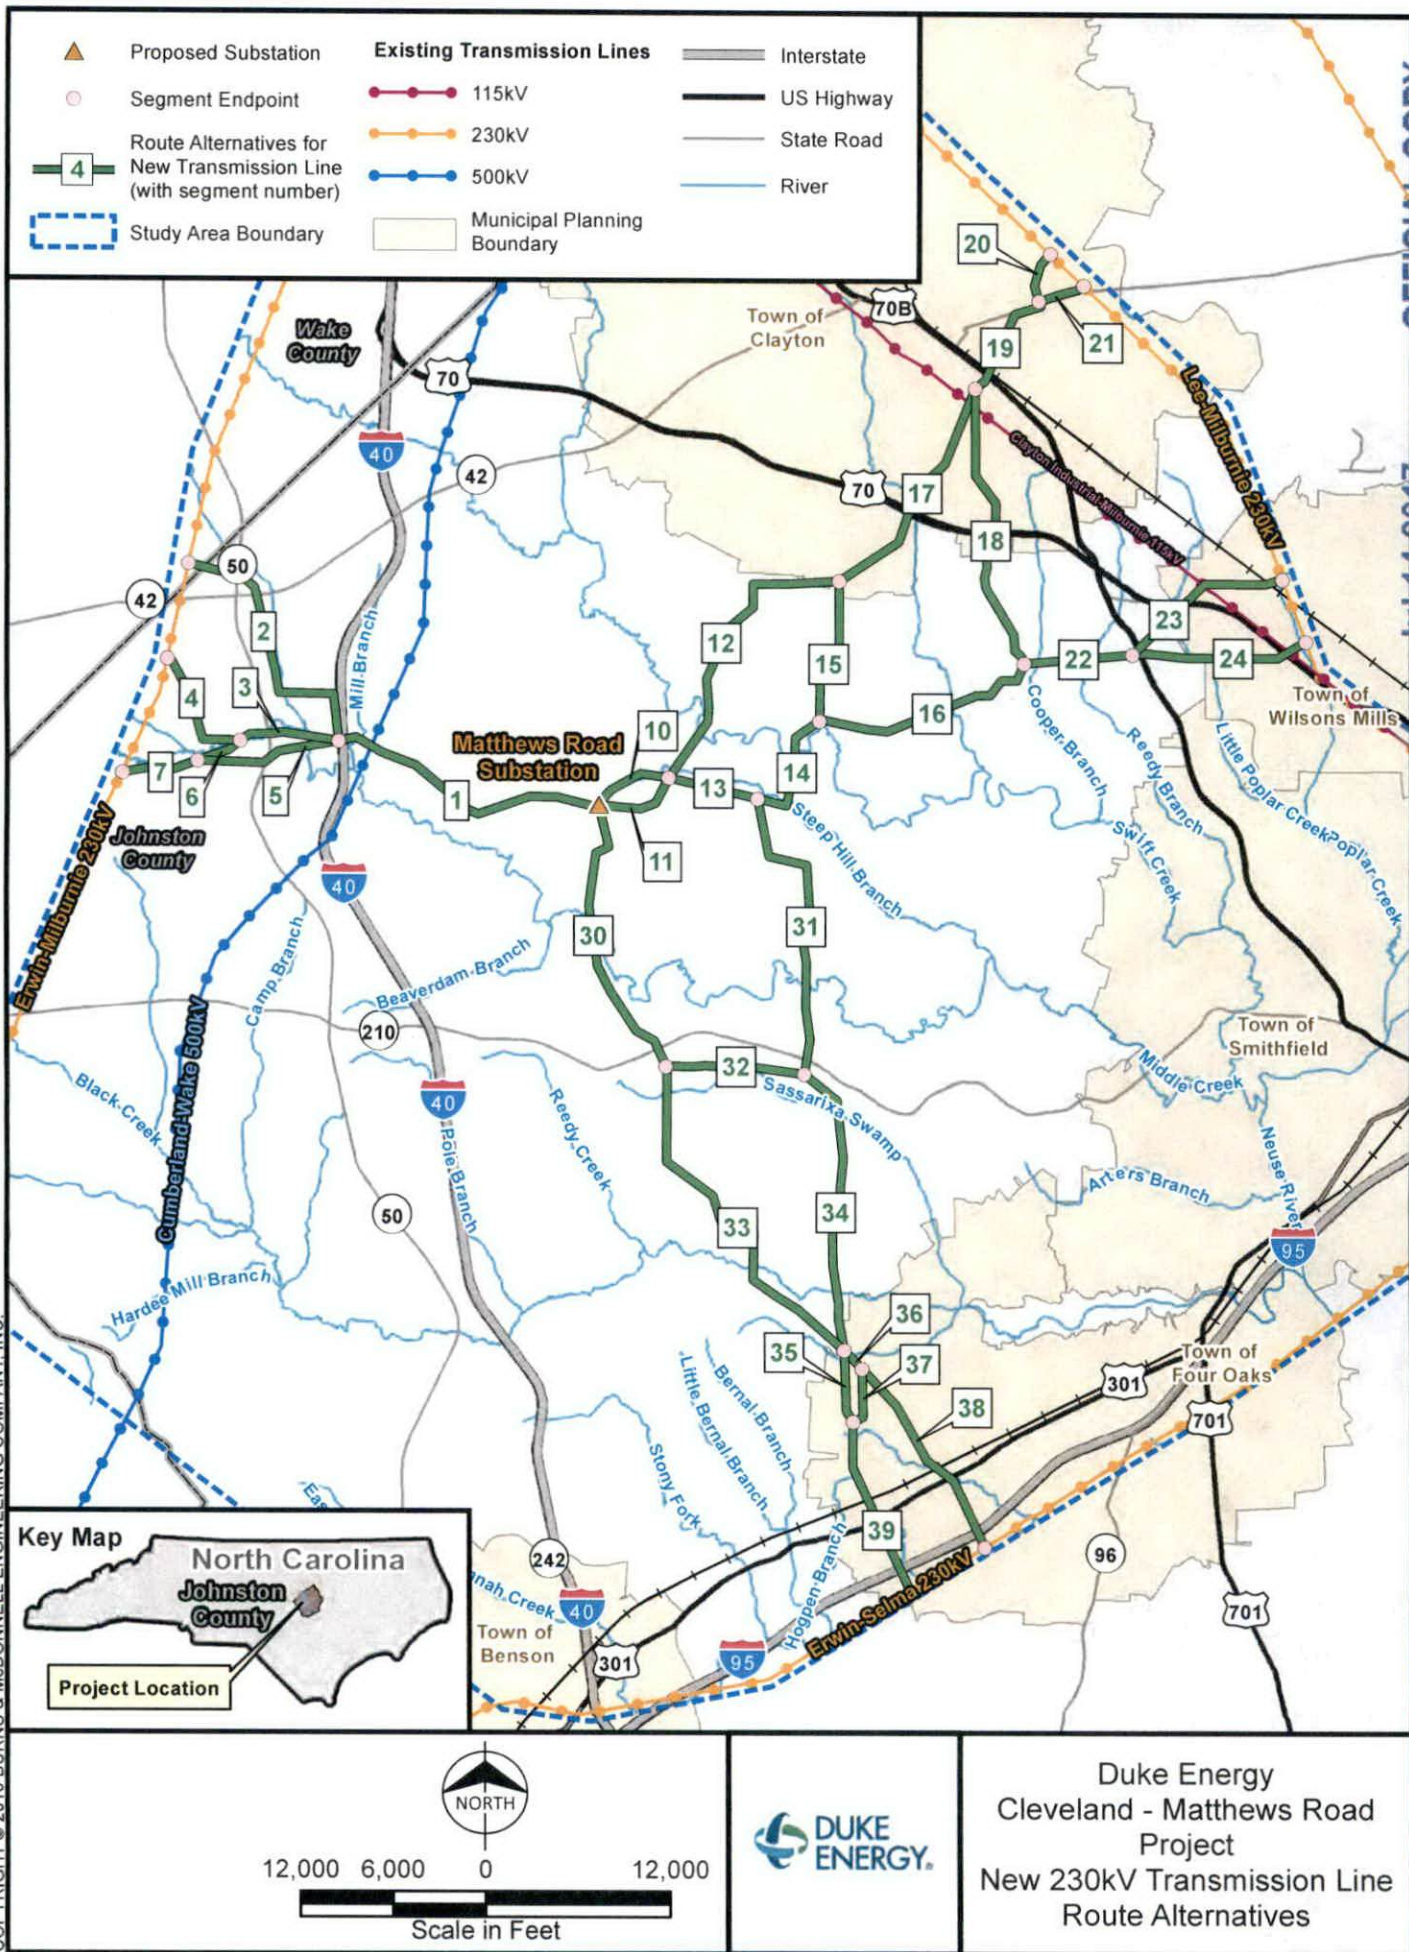 Proposed Substation
Segment Endpoint
4
Route Alternatives for
New Transmission Line
(with segment number)
Study Area Boundary
Existing Transmission Lines
115kV
230kV
500kV
Municipal Planning
Boundary
Interstate
US Highway
State Road
River
20
70B
Town of
Clayton
19
21
Wake
County
70
Lee-Milburnie 230kV
40
42
Clayton Industrial-Milburnie 115kV
70
17
18
50
42
2
Mill Branch
12
23
15
22
24
4
3
16
Cooper Branch
Town of
Wilsons Mills
10
Matthews Road
Substation
Reedy Branch
Little Poplar Creek
7
6
5
1
13
14
Steep Hill Branch
Swift Creek
Poplar Creek
Johnston
County
11
40
Erwin-Milburnie 230kV
30
31
Camp Branch
Beaverdam Branch
210
Town of
Smithfield
Cumberland-Wake 500kV
32
Middle Creek
Sassarixa Swamp
Black Creek
40
Reedy Creek
Pole Branch
Neuse River
50
33
34
95
Hardee Mill Branch
36
35
37
Town of
Four Oaks
301
701
Little Bernal Branch
Bernal Branch
38
Stony Fork
Key Map
North Carolina
Johnston
County
Project Location
39
242
96
Hogpen Branch
Erwin-Selma 230kV
40
Creek
Town of
Benson
301
95
701
NORTH
12,000 6,000 0 12,000
Scale in Feet
DUKE
ENERGY®
Duke Energy
Cleveland - Matthews Road
Project
New 230kV Transmission Line
Route Alternatives